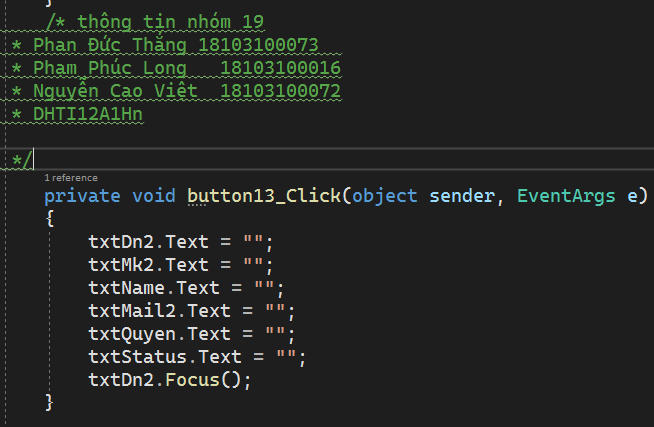 }
/* thông tin nhóm 19
* Phan Đức Thắng 18103100073
* Phạm Phúc Long 18103100016
* Nguyễn Cao Việt 18103100072
* DHTI12A1Hn
*/
1 reference
private void button13_Click(object sender, EventArgs e)
{
txtDn2.Text = "";
txtMk2.Text = "";
txtName.Text = "";
txtMail2.Text = "";
txtQuyen.Text = "";
txtStatus.Text = "";
txtDn2.Focus();
}